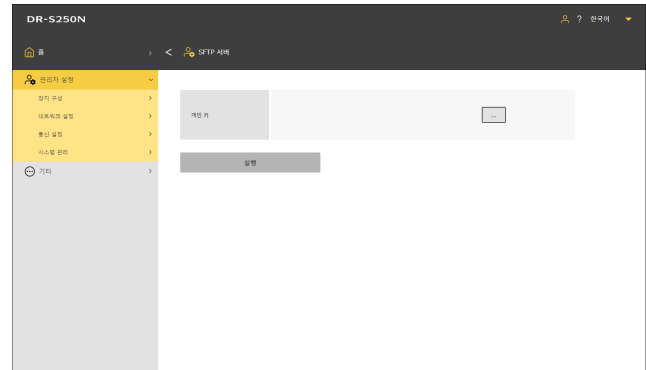 DR-S250N
? 한국어
홈
< SFTP 서버
관리자 설정
장치 구성
개인 키
...
네트워크 설정
통신 설정
시스템 관리
실행
기타